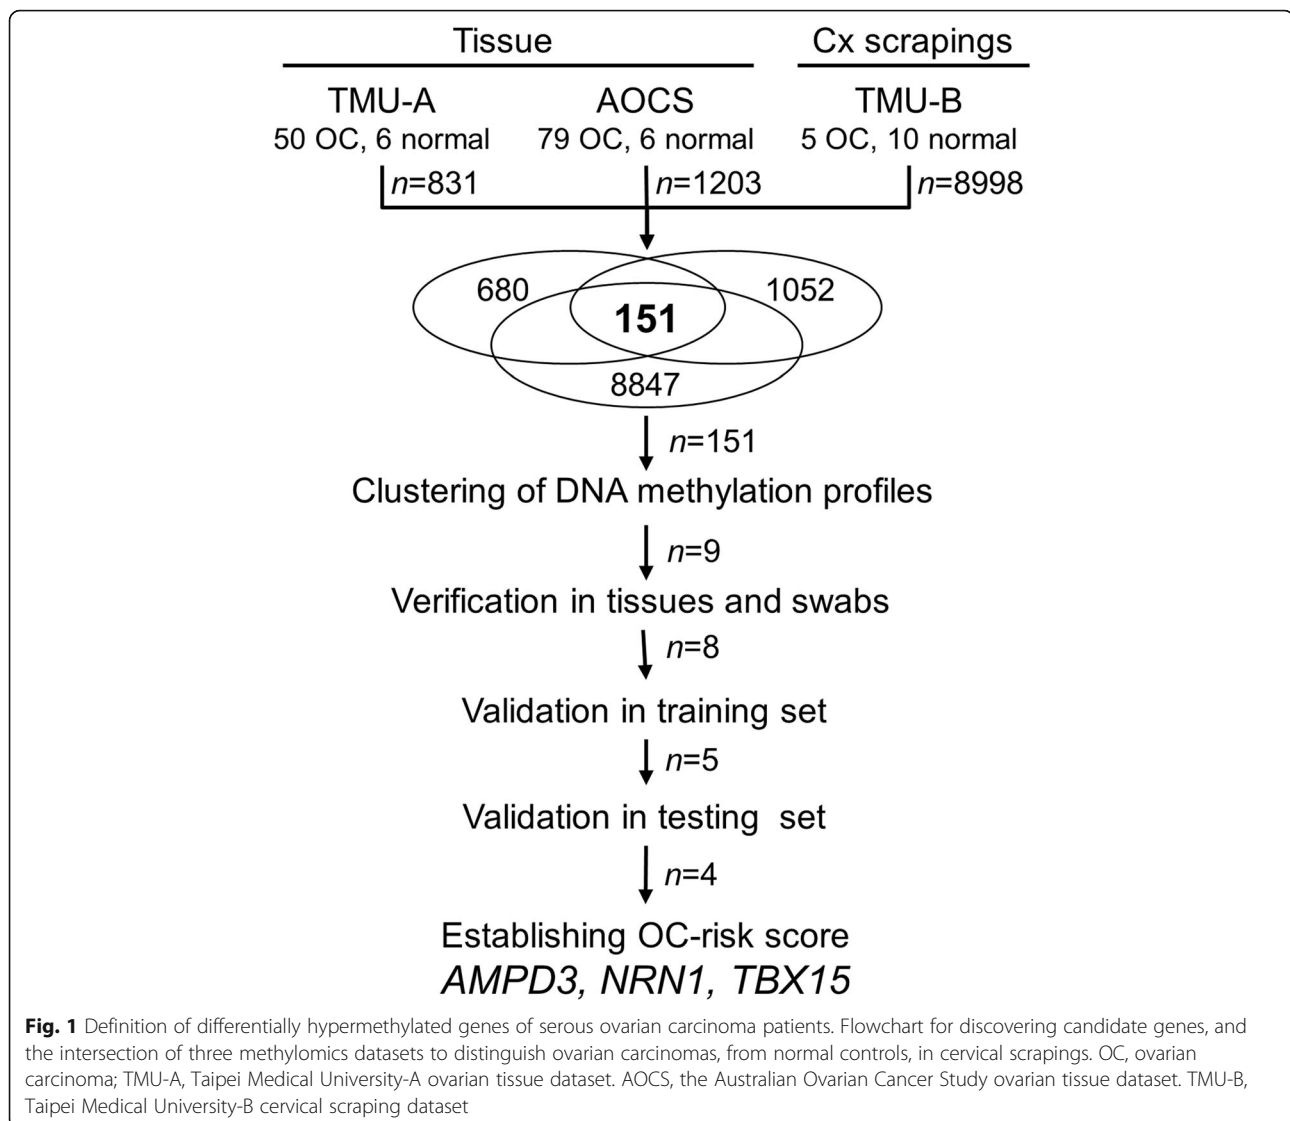 Tissue
Cx scrapings
TMU-A
AOCS
TMU-B
50 OC, 6 normal
79 OC, 6 normal
5 OC, 10 normal
n=831
n=1203
n=8998
680
1052
151
8847
n=151
Clustering of DNA methylation profiles
n=9
Verification in tissues and swabs
n=8
Validation in training set
n=5
Validation in testing set
n=4
Establishing OC-risk score
AMPD3, NRN1, TBX15
Fig. 1 Definition of differentially hypermethylated genes of serous ovarian carcinoma patients. Flowchart for discovering candidate genes, and
the intersection of three methylomics datasets to distinguish ovarian carcinomas, from normal controls, in cervical scrapings. OC, ovarian
carcinoma; TMU-A, Taipei Medical University-A ovarian tissue dataset. AOCS, the Australian Ovarian Cancer Study ovarian tissue dataset. TMU-B,
Taipei Medical University-B cervical scraping dataset